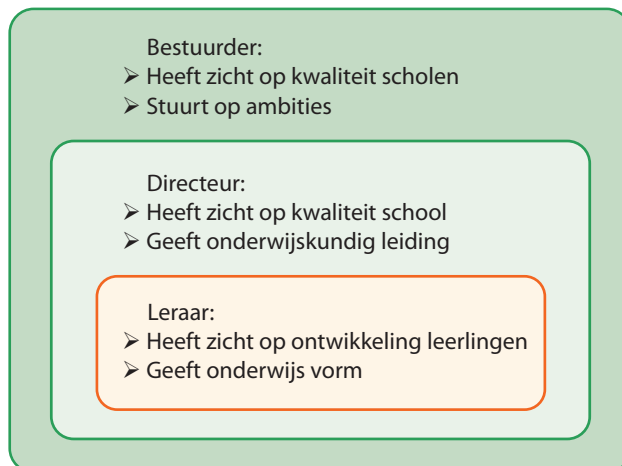 Bestuurder:
➢ Heeft zicht op kwaliteit scholen
➢ Stuurt op ambities
Directeur:
➢ Heeft zicht op kwaliteit school
➢ Geeft onderwijskundig leiding
Leraar:
➢ Heeft zicht op ontwikkeling leerlingen
➢ Geeft onderwijs vorm